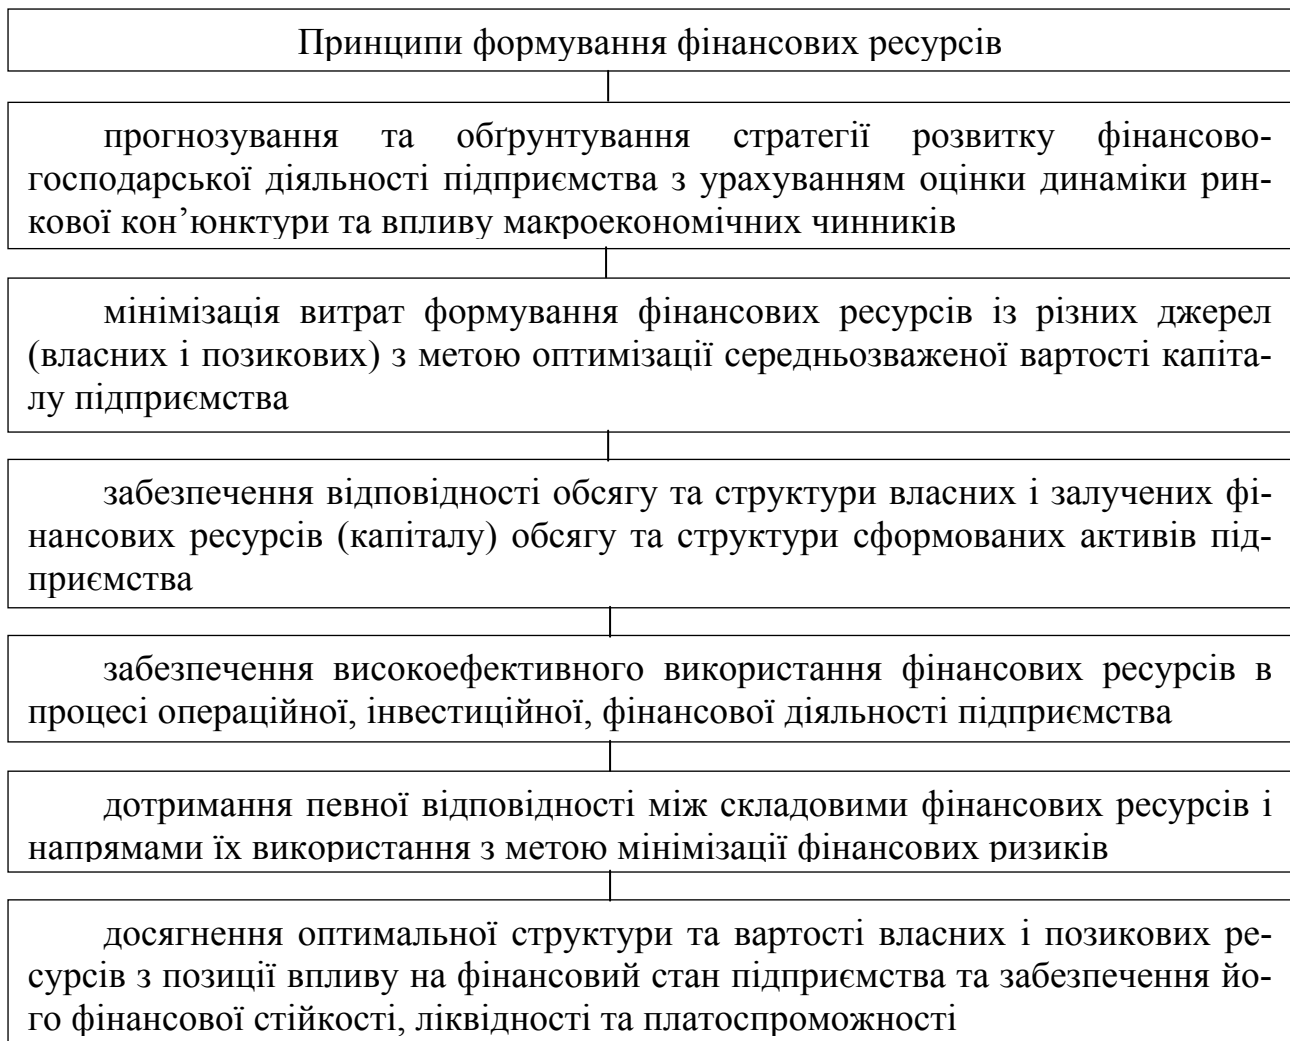 Принципи формування фінансових ресурсів
прогнозування та обґрунтування стратегії розвитку фінансово-
господарської діяльності підприємства з урахуванням оцінки динаміки рин-
кової кон’юнктури та впливу макроекономічних чинників
мінімізація витрат формування фінансових ресурсів із різних джерел
(власних і позикових) з метою оптимізації середньозваженої вартості капіта-
лу підприємства
забезпечення відповідності обсягу та структури власних і залучених фі-
нансових ресурсів (капіталу) обсягу та структури сформованих активів під-
приємства
забезпечення високоефективного використання фінансових ресурсів в
процесі операційної, інвестиційної, фінансової діяльності підприємства
дотримання певної відповідності між складовими фінансових ресурсів і
напрямами їх використання з метою мінімізації фінансових ризиків
досягнення оптимальної структури та вартості власних і позикових ре-
сурсів з позиції впливу на фінансовий стан підприємства та забезпечення йо-
го фінансової стійкості, ліквідності та платоспроможності